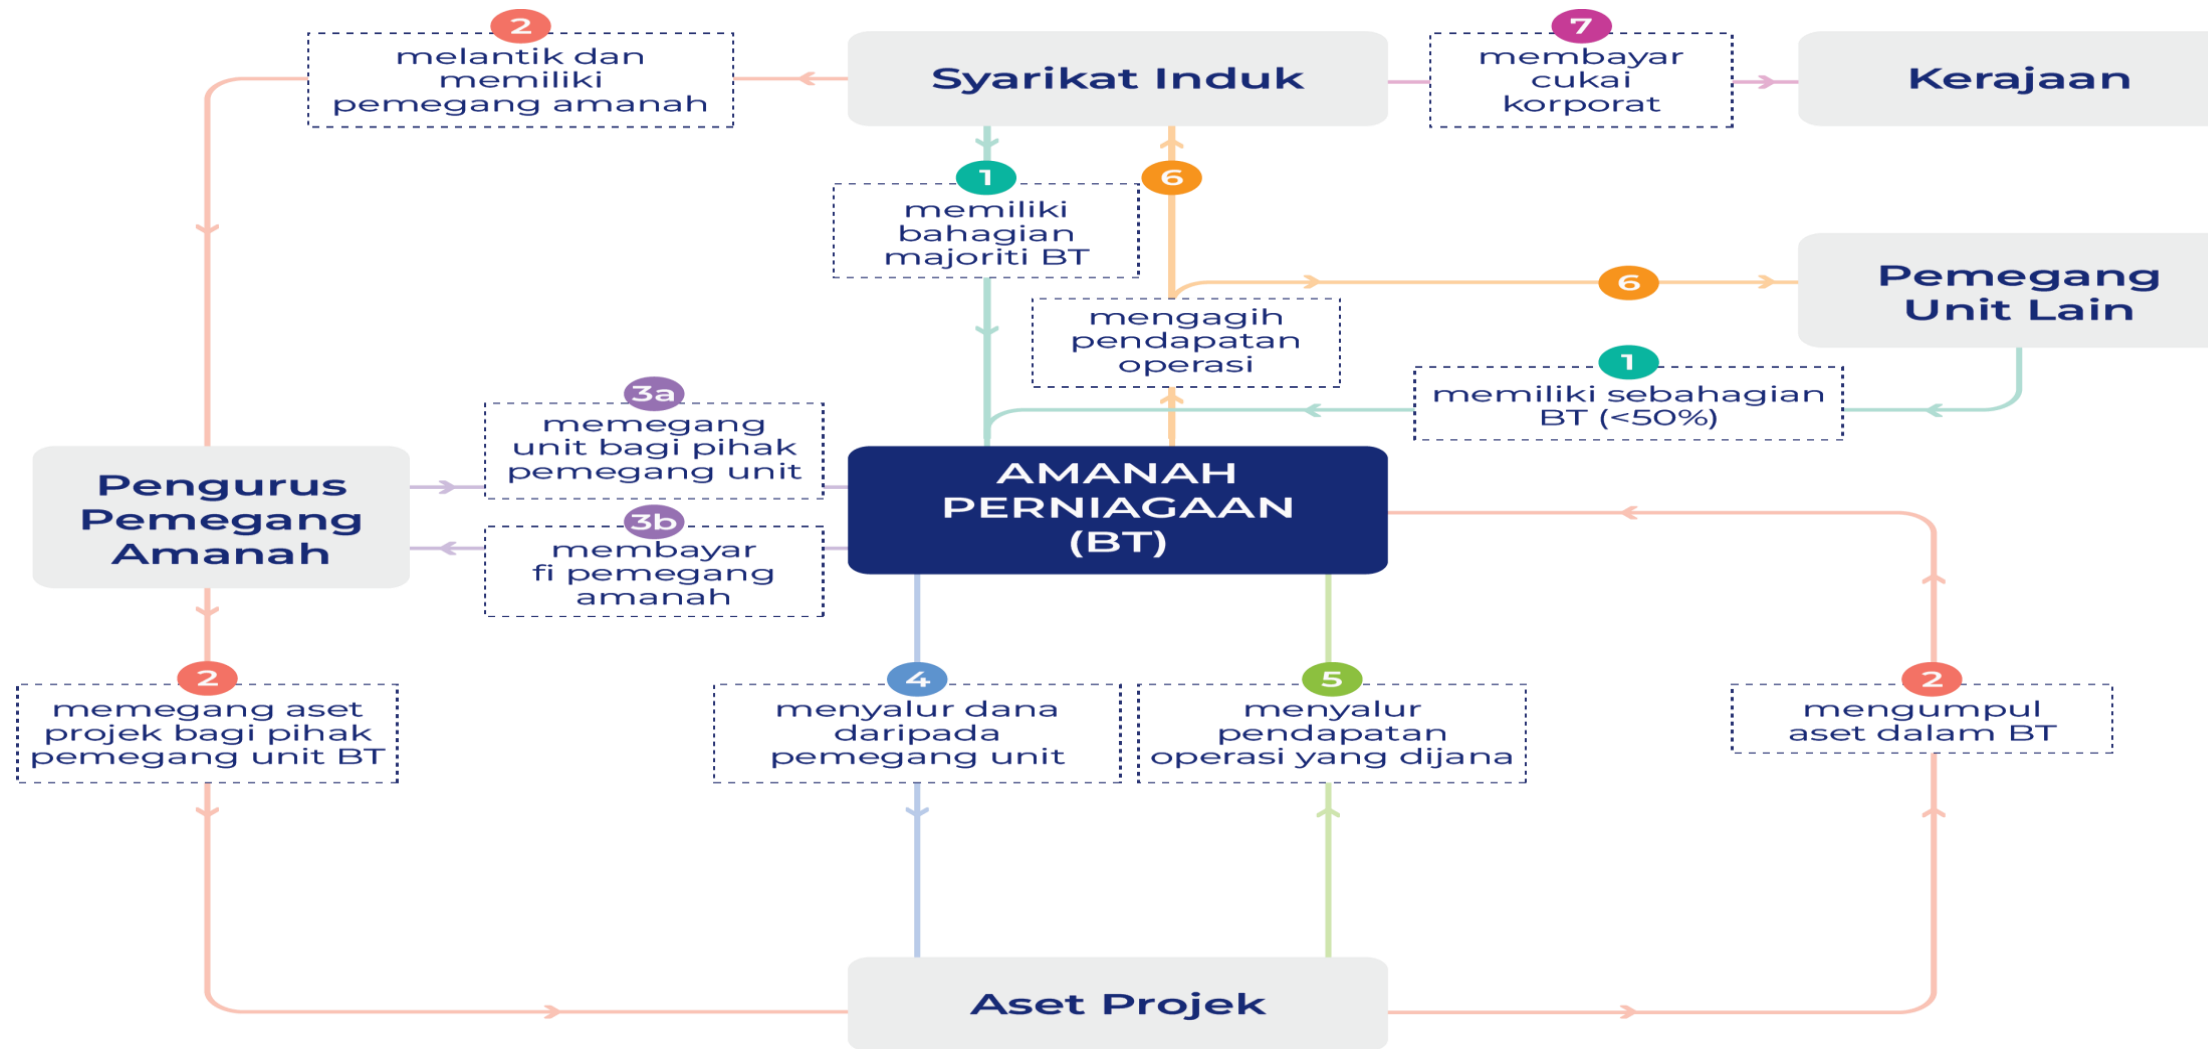 2
melantik dan
memiliki
pemegang amanah
Syarikat Induk
7
membayar
cukai
korporat
Kerajaan
1
memiliki
bahagian
majoriti BT
6
mengagih
pendapatan
operasi
6
Pemegang
Unit Lain
1
memiliki sebahagian
BT (<50%)
3a
memegang
unit bagi pihak
pemegang unit
Pengurus
Pemegang
Amanah
3b
membayar
fi pemegang
amanah
AMANAH
PERNIAGAAN
(BT)
2
memegang aset
projek bagi pihak
pemegang unit BT
4
menyalur dana
daripada
pemegang unit
5
menyalur
pendapatan
operasi yang dijana
2
mengumpul
aset dalam BT
Aset Projek